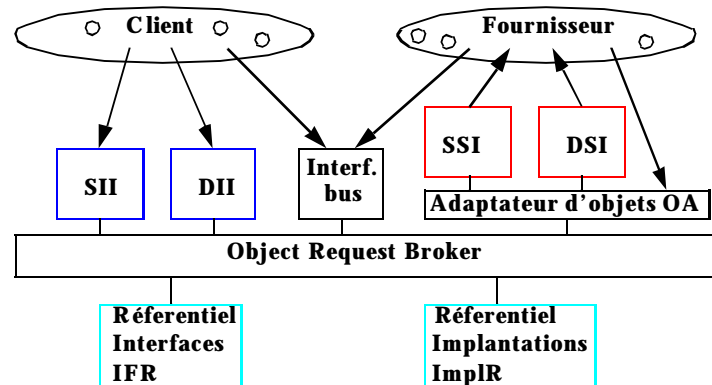 Client
Fournisseur
SII
DII
Interf.
bus
SSI
DSI
Adaptateur d'objets OA
Object Request Broker
Réferentiel
Interfaces
IFR
Réferentiel
Implantations
ImplR